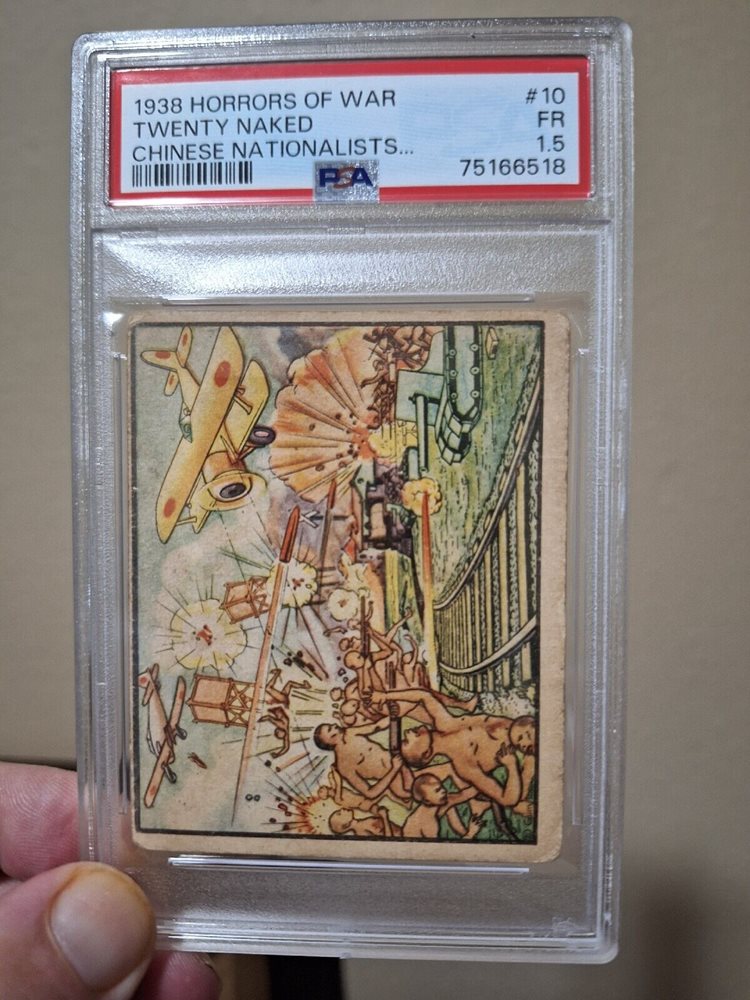 1938 HORRORS OF WAR #10
TWENTY NAKED FR
CHINESE NATIONALISTS... 1.5
PSA 75166518